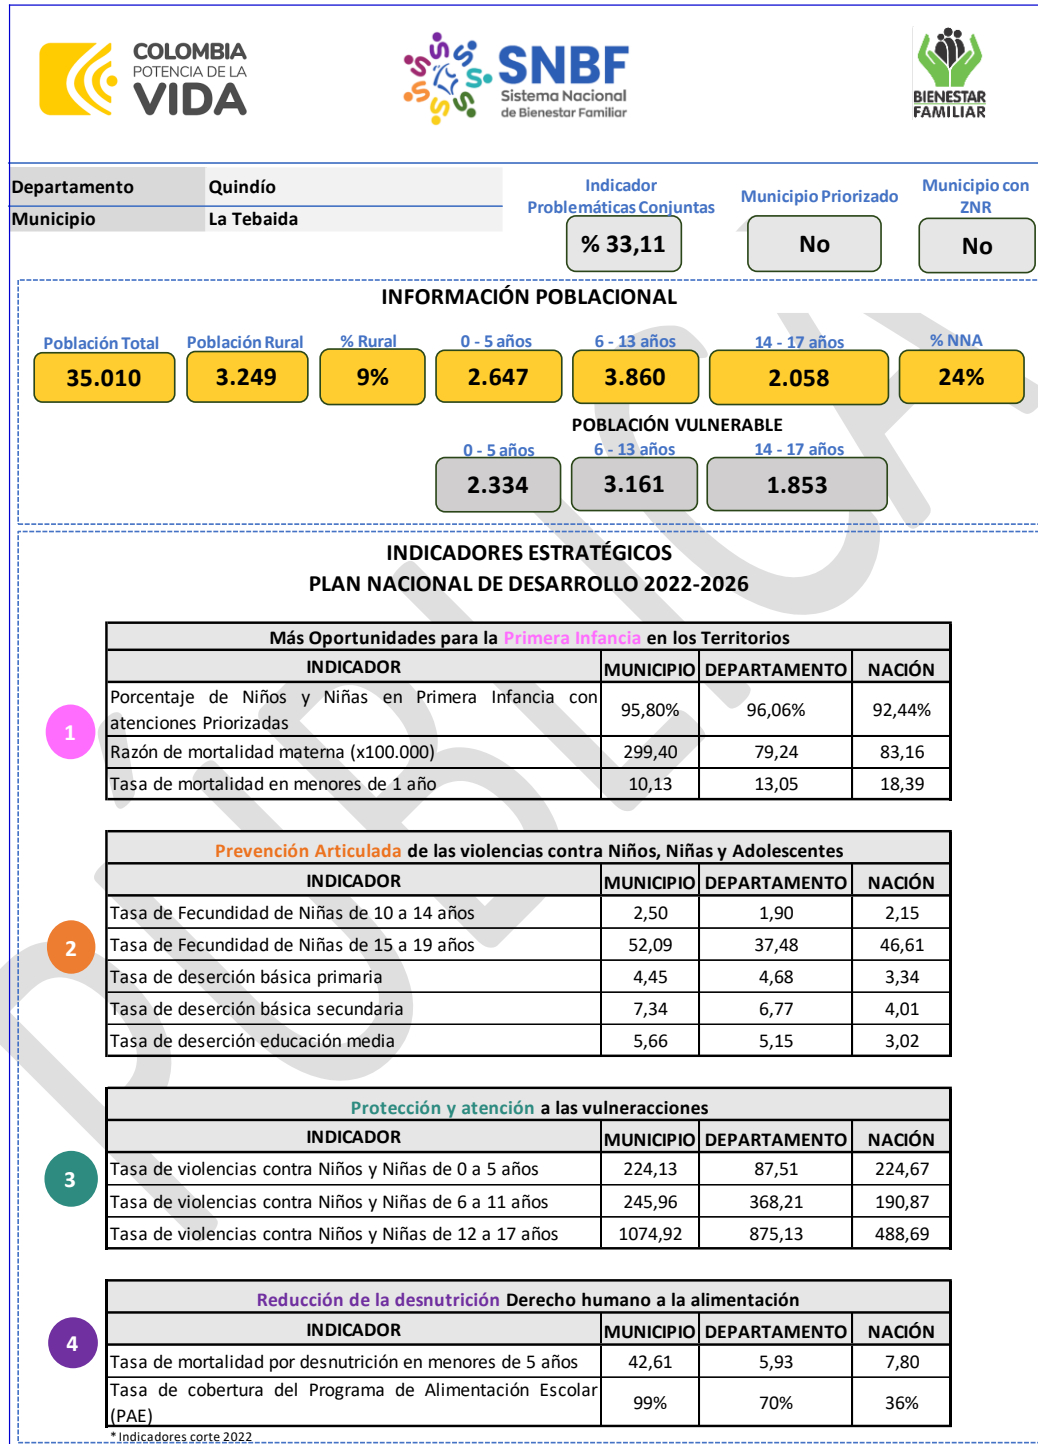 COLOMBIA
POTENCIA DE LA
VIDA
SNBF
Sistema Nacional
de Bienestar Familiar
BIENESTAR
FAMILIAR
Departamento Quindío
Municipio La Tebaida
Indicador
Problemáticas Conjuntas
% 33,11
Municipio Priorizado
No
Municipio con
ZNR
No
INFORMACIÓN POBLACIONAL
Población Total Población Rural % Rural 0 - 5 años 6 - 13 años 14 - 17 años % NNA
35.010 3.249 9% 2.647 3.860 2.058 24%
POBLACIÓN VULNERABLE
0 - 5 años 6 - 13 años 14 - 17 años
2.334 3.161 1.853
INDICADORES ESTRATÉGICOS
PLAN NACIONAL DE DESARROLLO 2022-2026
1
Más Oportunidades para la Primera Infancia en los Territorios
INDICADOR MUNICIPIO DEPARTAMENTO NACIÓN
Porcentaje de Niños y Niñas en Primera Infancia con
atenciones Priorizadas 95,80% 96,06% 92,44%
Razón de mortalidad materna (x100.000) 299,40 79,24 83,16
Tasa de mortalidad en menores de 1 año 10,13 13,05 18,39
2
Prevención Articulada de las violencias contra Niños, Niñas y Adolescentes
INDICADOR MUNICIPIO DEPARTAMENTO NACIÓN
Tasa de Fecundidad de Niñas de 10 a 14 años 2,50 1,90 2,15
Tasa de Fecundidad de Niñas de 15 a 19 años 52,09 37,48 46,61
Tasa de deserción básica primaria 4,45 4,68 3,34
Tasa de deserción básica secundaria 7,34 6,77 4,01
Tasa de deserción educación media 5,66 5,15 3,02
3
Protección y atención a las vulneracciones
INDICADOR MUNICIPIO DEPARTAMENTO NACIÓN
Tasa de violencias contra Niños y Niñas de 0 a 5 años 224,13 87,51 224,67
Tasa de violencias contra Niños y Niñas de 6 a 11 años 245,96 368,21 190,87
Tasa de violencias contra Niños y Niñas de 12 a 17 años 1074,92 875,13 488,69
4
Reducción de la desnutrición Derecho humano a la alimentación
INDICADOR MUNICIPIO DEPARTAMENTO NACIÓN
Tasa de mortalidad por desnutrición en menores de 5 años 42,61 5,93 7,80
Tasa de cobertura del Programa de Alimentación Escolar
(PAE) 99% 70% 36%
* Indicadores corte 2022
PÚBLICA